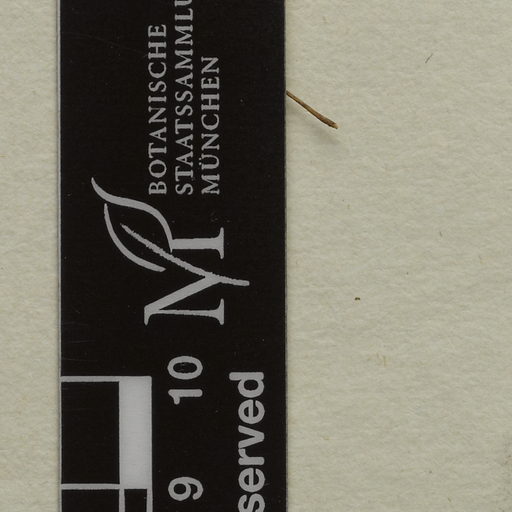 BOTANISCHE
STAATSSAMMLU
MÜNCHEN
M
10
9
served